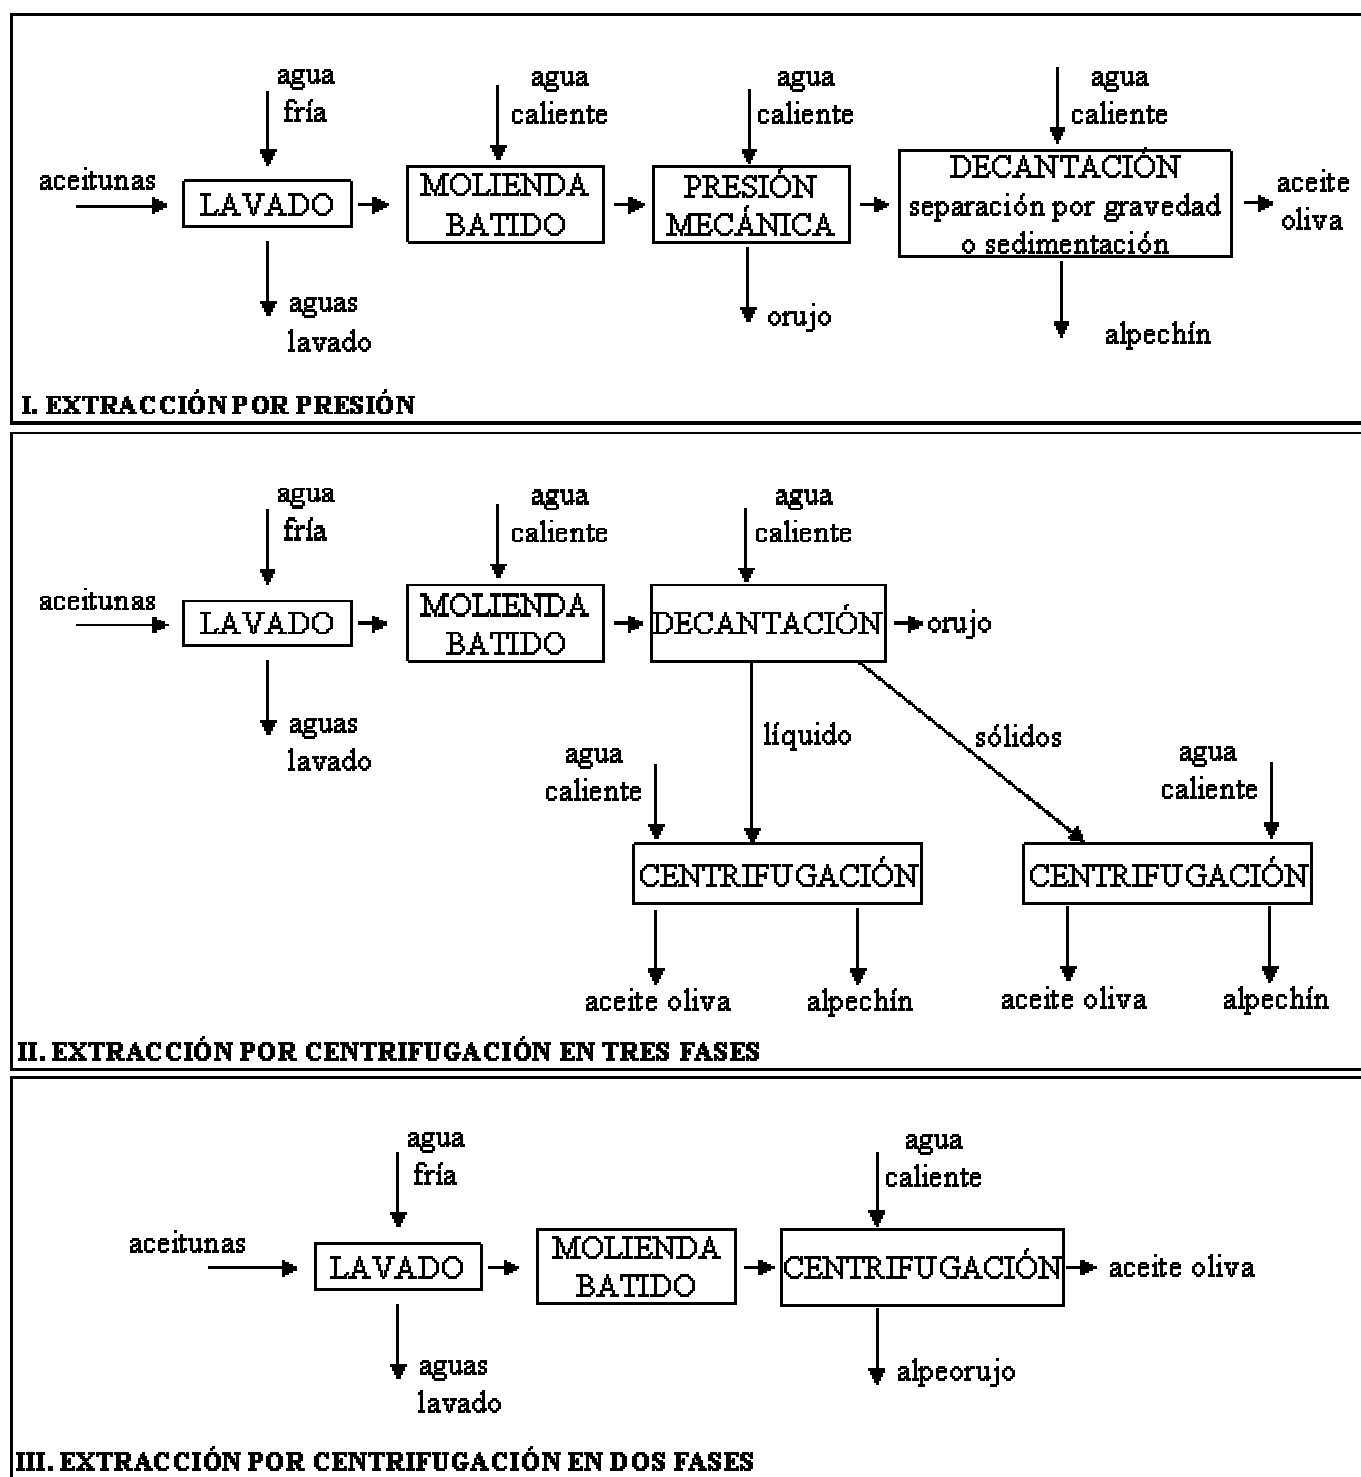 agua
fría
agua
caliente
agua
caliente
agua
caliente
aceitunas
LAVADO
MOLIENDA
BATIDO
PRESIÓN
MECÁNICA
DECANTACIÓN
separación por gravedad
o sedimentación
aceite
oliva
aguas
lavado
orujo
alpechín
I. EXTRACCIÓN POR PRESIÓN
agua
fría
agua
caliente
agua
caliente
aceitunas
LAVADO
MOLIENDA
BATIDO
DECANTACIÓN
orujo
aguas
lavado
líquido
sólidos
agua
caliente
agua
caliente
CENTRIFUGACIÓN
CENTRIFUGACIÓN
aceite oliva
alpechín
aceite oliva
alpechín
II. EXTRACCIÓN POR CENTRIFUGACIÓN EN TRES FASES
agua
fría
agua
caliente
aceitunas
LAVADO
MOLIENDA
BATIDO
CENTRIFUGACIÓN
aceite oliva
aguas
lavado
alpeorujo
III. EXTRACCIÓN POR CENTRIFUGACIÓN EN DOS FASES